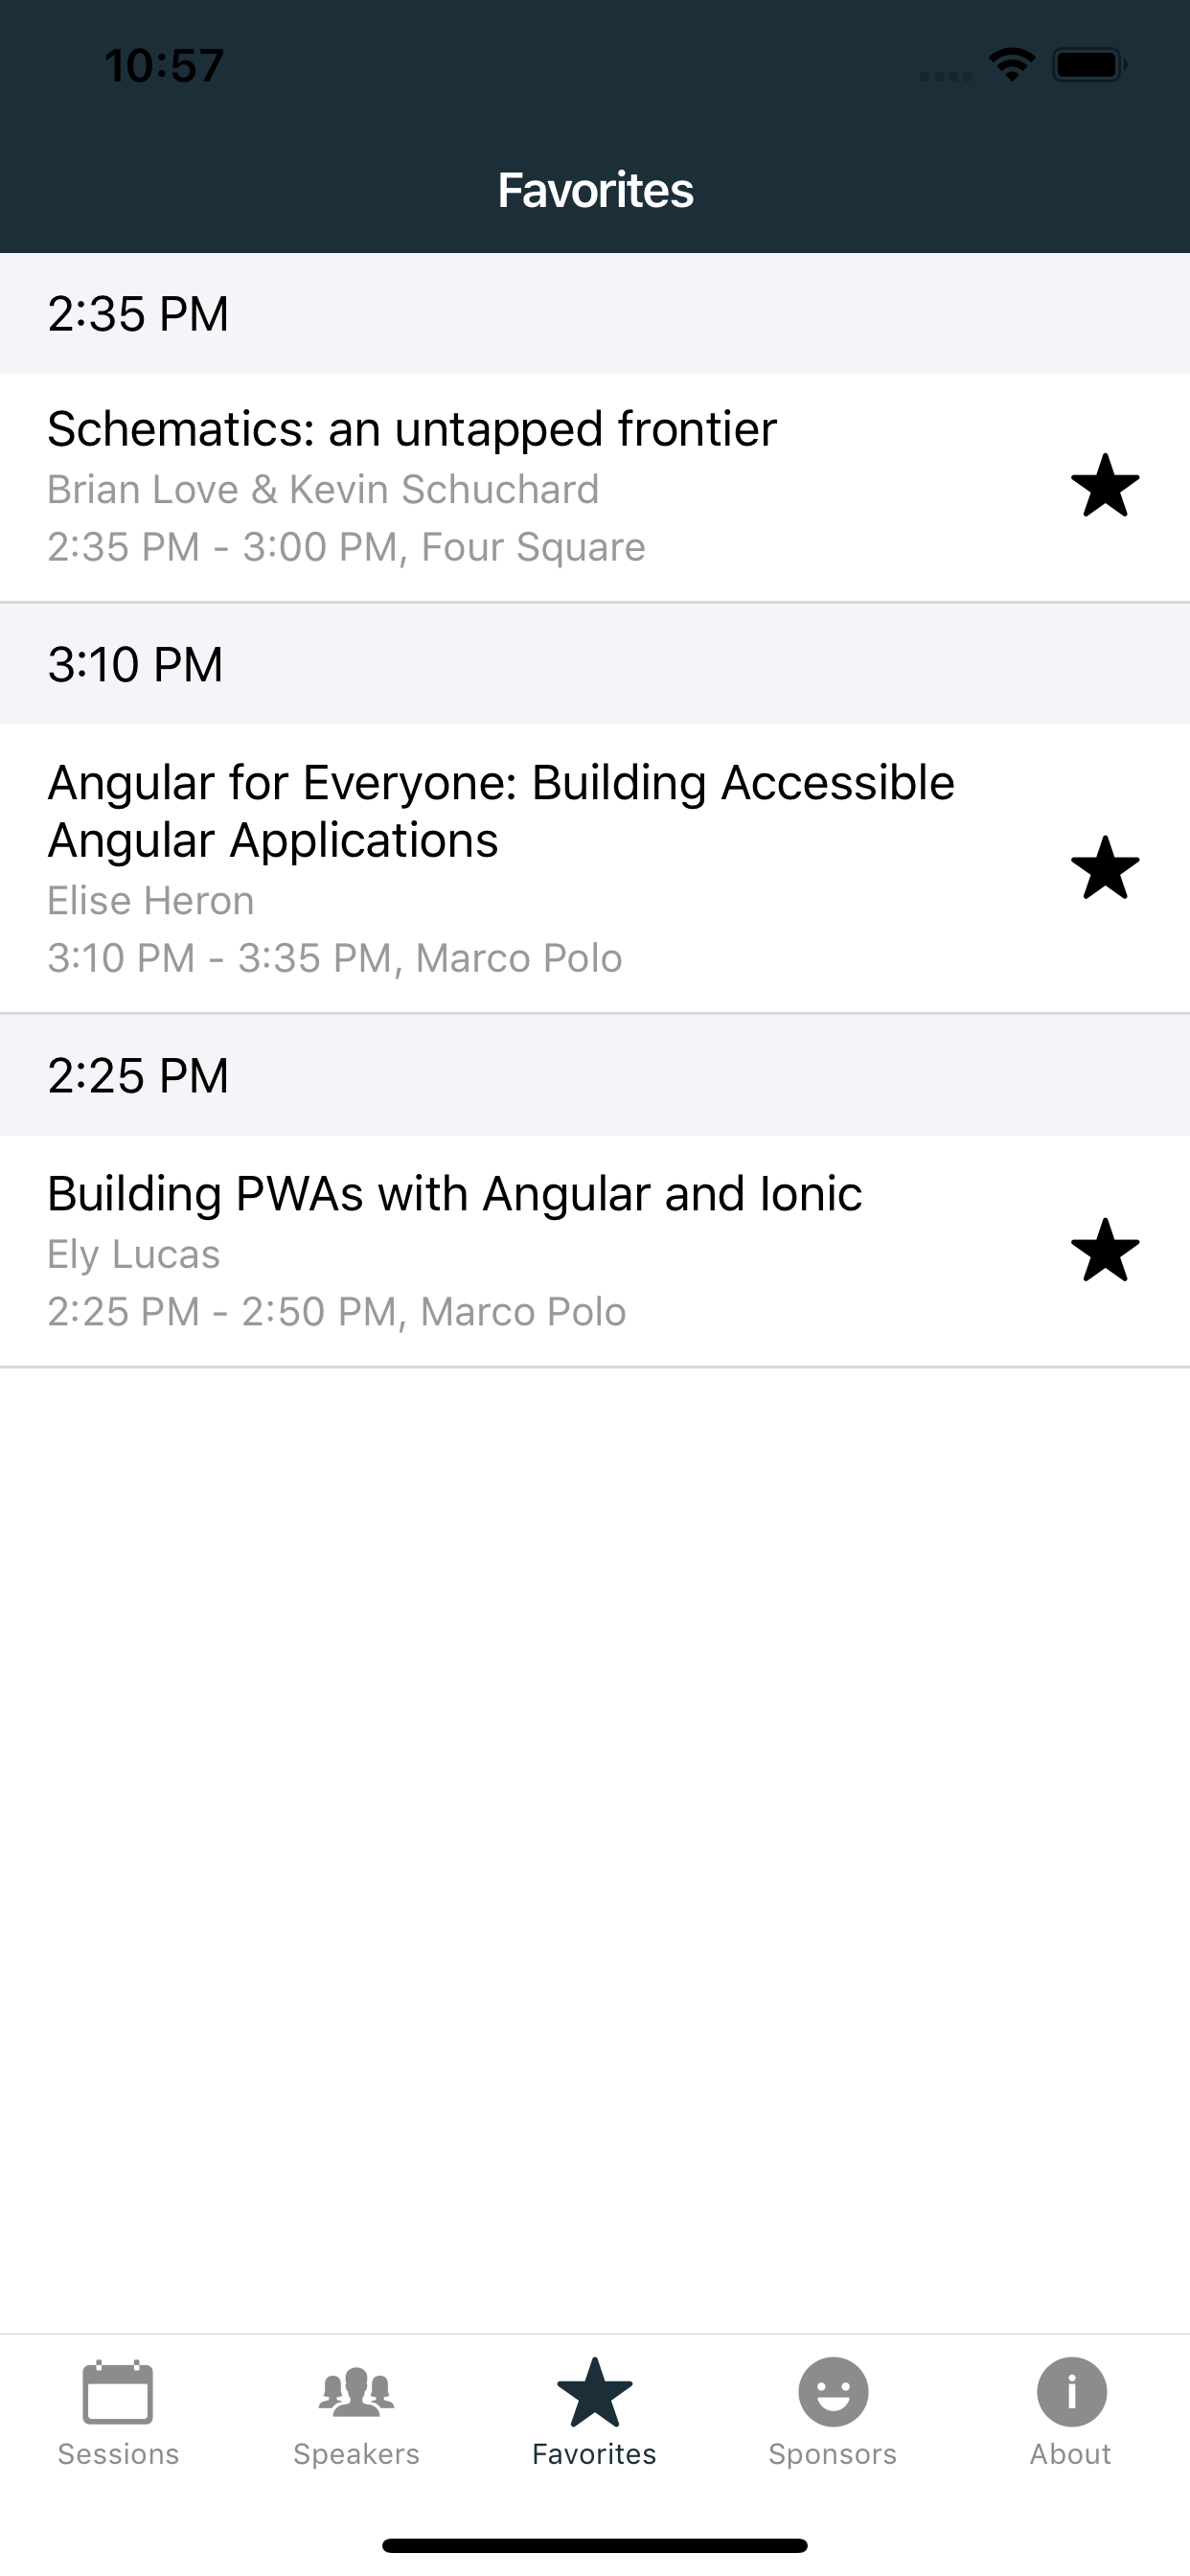 10:57
Favorites
2:35 PM
Schematics: an untapped frontier
Brian Love & Kevin Schuchard
2:35 PM - 3:00 PM, Four Square
3:10 PM
Angular for Everyone: Building Accessible
Angular Applications
Elise Heron
3:10 PM - 3:35 PM, Marco Polo
2:25 PM
Building PWAs with Angular and Ionic
Ely Lucas
2:25 PM - 2:50 PM, Marco Polo
Sessions Speakers Favorites Sponsors About